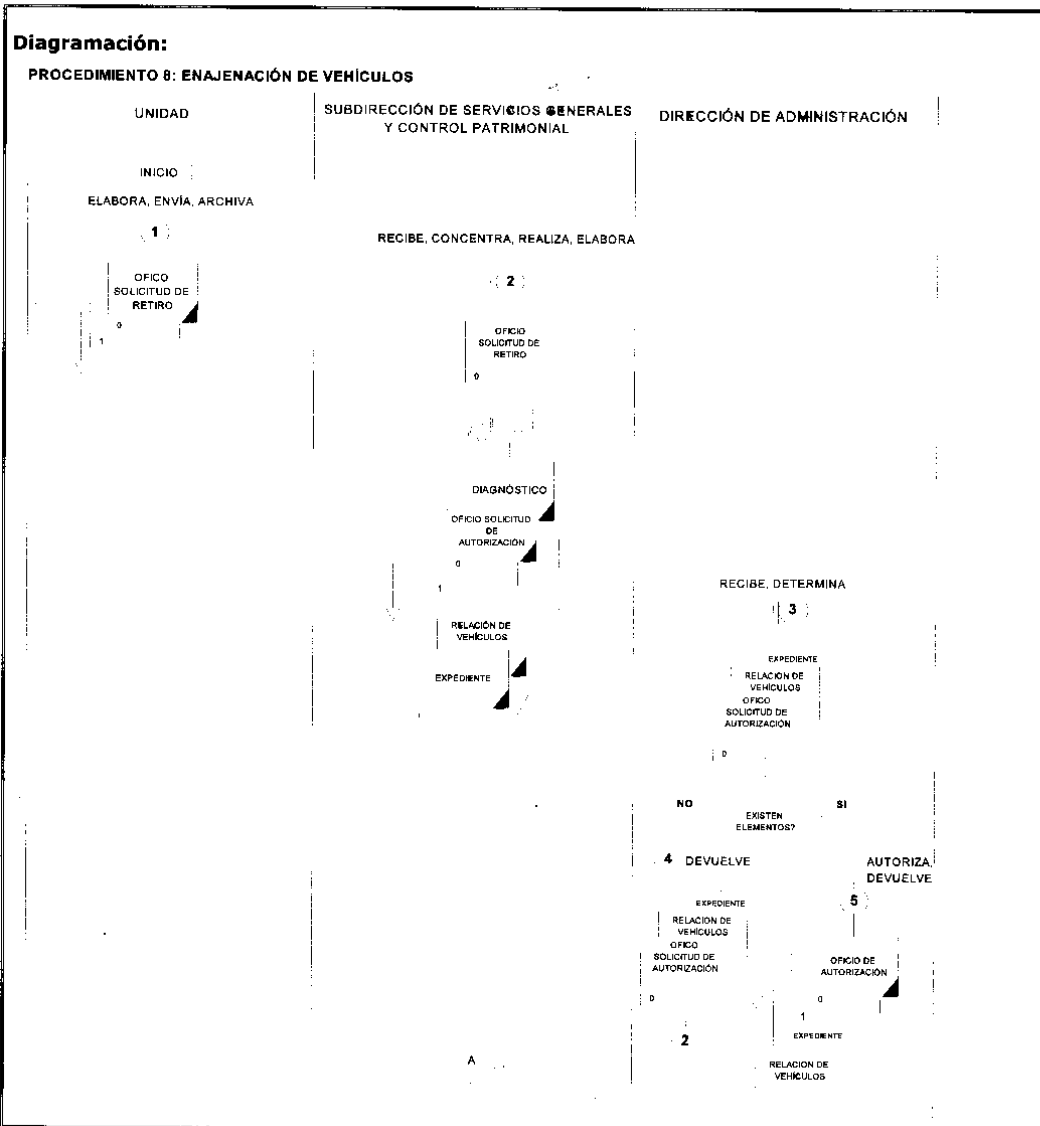 Diagramación:
PROCEDIMIENTO 8: ENAJENACIÓN DE VEHÍCULOS
UNIDAD
SUBDIRECCIÓN DE SERVICIOS GENERALES
Y CONTROL PATRIMONIAL
DIRECCIÓN DE ADMINISTRACIÓN
INICIO
ELABORA, ENVÍA, ARCHIVA
1
OFICO
SOLICITUD DE
RETIRO
0
1
RECIBE, CONCENTRA, REALIZA, ELABORA
2
OFICIO
SOLICITUD DE
RETIRO
0
DIAGNÓSTICO
OFICIO SOLICITUD
DE
AUTORIZACIÓN
0
1
RELACIÓN DE
VEHÍCULOS
EXPEDIENTE
RECIBE, DETERMINA
3
EXPEDIENTE
RELACION DE
VEHÍCULOS
OFICO
SOLICITUD DE
AUTORIZACIÓN
0
NO
EXISTEN
ELEMENTOS?
SI
4 DEVUELVE
EXPEDIENTE
RELACION DE
VEHÍCULOS
OFICO
SOLICITUD DE
AUTORIZACIÓN
0
2
AUTORIZA,
DEVUELVE
5
OFICIO DE
AUTORIZACIÓN
0
1
EXPEDIENTE
RELACION DE
VEHÍCULOS
A